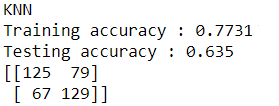 KNN
Training accuracy : 0.7731
Testing accuracy : 0.635
[[125  79]
 [ 67 129]]